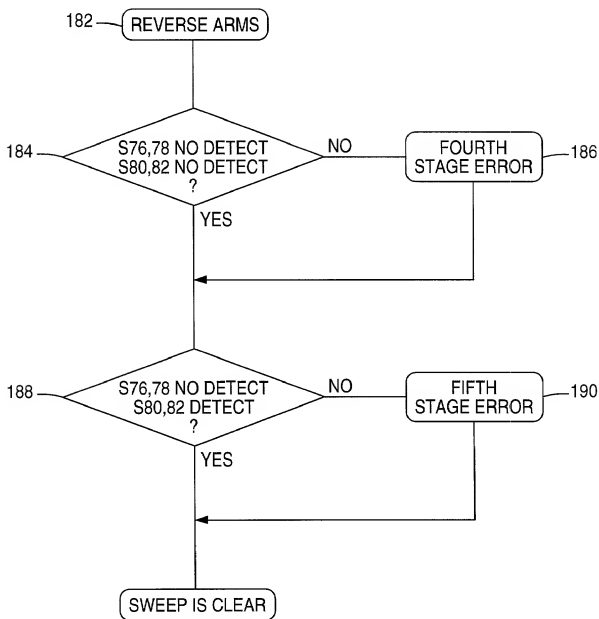 182
REVERSE ARMS
184
S76,78 NO DETECT
S80,82 NO DETECT
?
NO
FOURTH
STAGE ERROR
186
YES
188
S76,78 NO DETECT
S80,82 DETECT
?
NO
FIFTH
STAGE ERROR
190
YES
SWEEP IS CLEAR